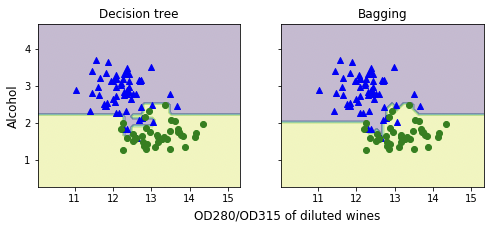 Decision tree
Bagging
Alcohol
4
3
2
1
11 12 13 14 15
11 12 13 14 15
OD280/OD315 of diluted wines